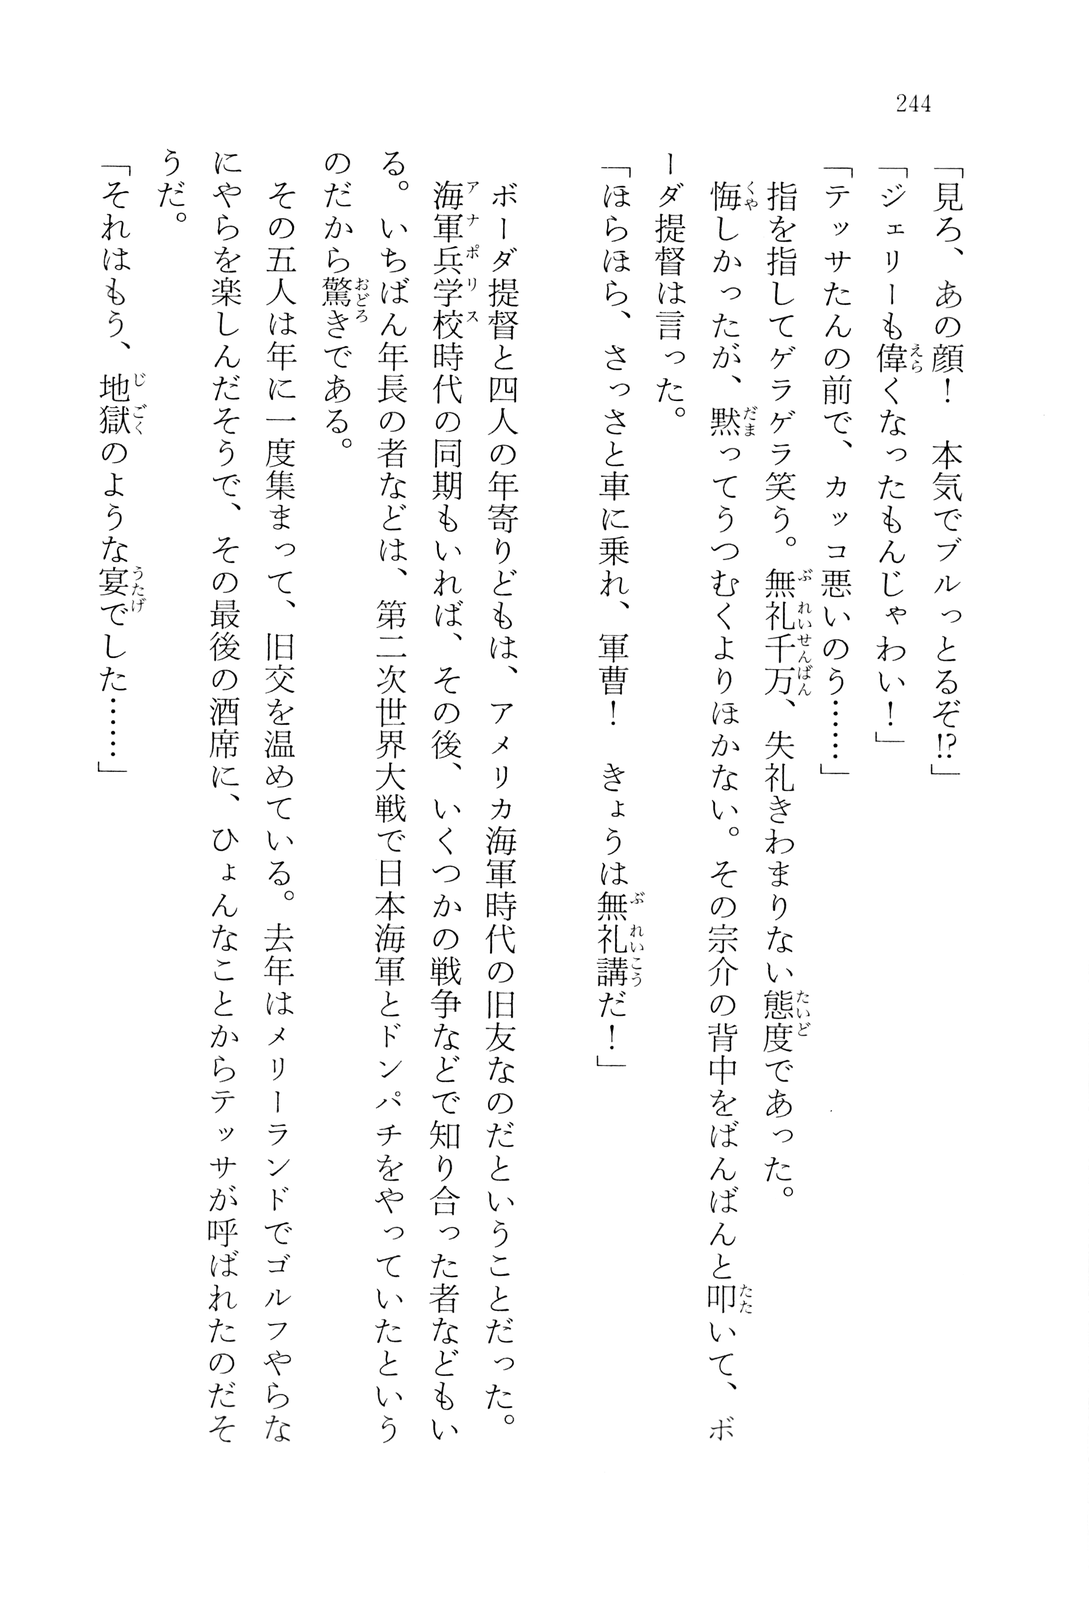 244
「見ろ、あの顔！　本気でブルっとるぞ!?」
「ジェリーも偉くなったもんじゃわい！」
「テッサたんの前で、カッコ悪いのう……」
　指を指してゲラゲラ笑う。無礼千万、失礼きわまりない態度であった。
　悔しかったが、黙ってうつむくよりほかない。その宗介の背中をばんばんと叩いて、ボ
ーダ提督は言った。
「ほらほら、さっさと車に乗れ、軍曹！　きょうは無礼講だ！」
　ボーダ提督と四人の年寄りどもは、アメリカ海軍時代の旧友なのだということだった。
　海軍兵学校時代の同期もいれば、その後、いくつかの戦争などで知り合った者などもい
る。いちばん年長の者などは、第二次世界大戦で日本海軍とドンパチをやっていたという
のだから驚きである。
　その五人は年に一度集まって、旧交を温めている。去年はメリーランドでゴルフやらな
にやらを楽しんだそうで、その最後の酒席に、ひょんなことからテッサが呼ばれたのだそ
うだ。
「それはもう、地獄のような宴でした……」